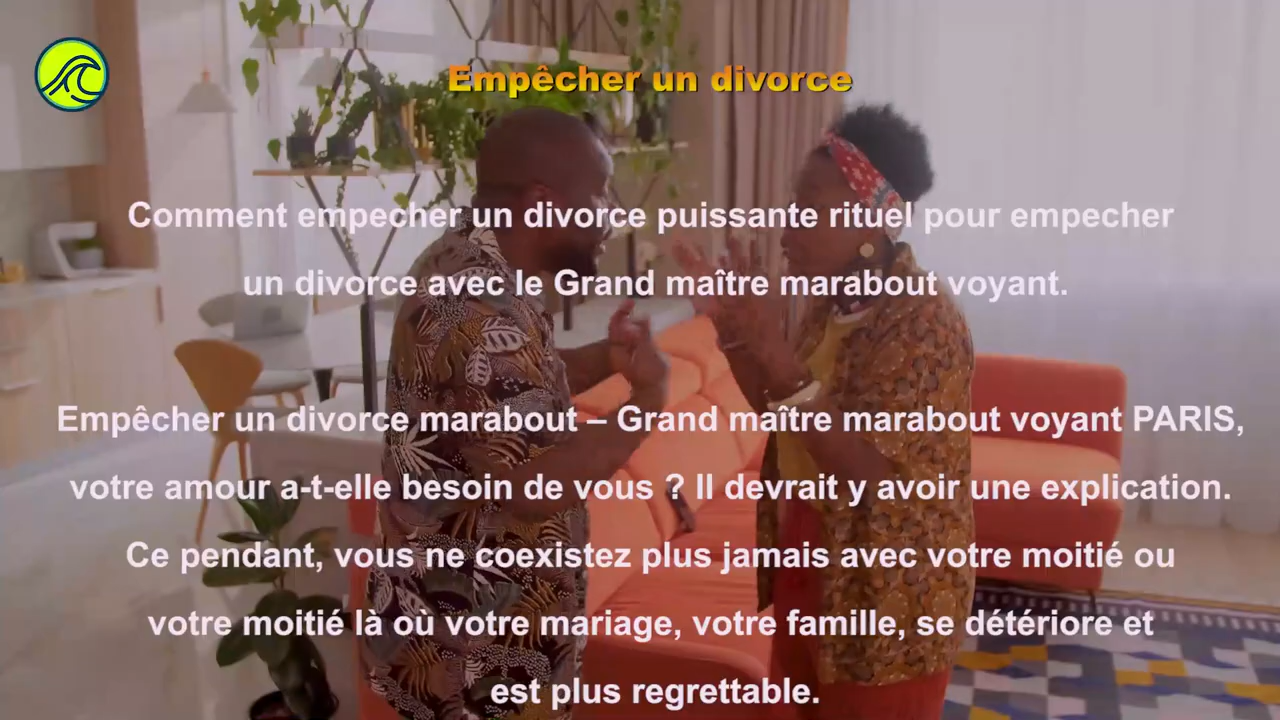 Empêcher un divorce
Comment empecher un divorce puissante rituel pour empecher
un divorce avec le Grand maître marabout voyant.
Empêcher un divorce marabout – Grand maître marabout voyant PARIS,
votre amour a-t-elle besoin de vous ? Il devrait y avoir une explication.
Ce pendant, vous ne coexistez plus jamais avec votre moitié ou
votre moitié là où votre mariage, votre famille, se détériore et
est plus regrettable.